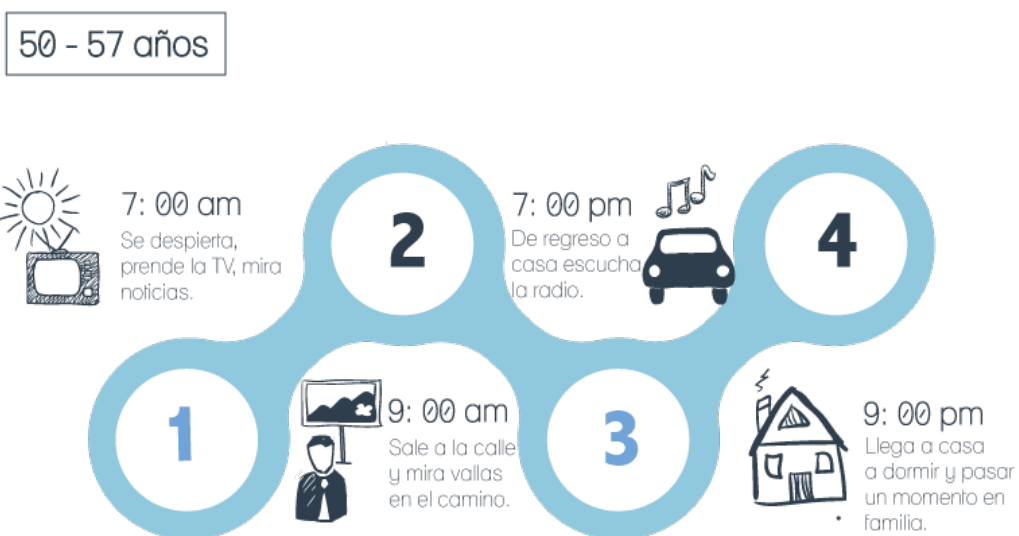 50 - 57 años
1
7: 00 am
Se despierta,
prende la TV, mira
noticias.
2
9: 00 am
Sale a la calle
y mira vallas
en el camino.
3
7: 00 pm
De regreso a
casa escucha
la radio.
4
9: 00 pm
Llega a casa
a dormir y pasar
un momento en
familia.